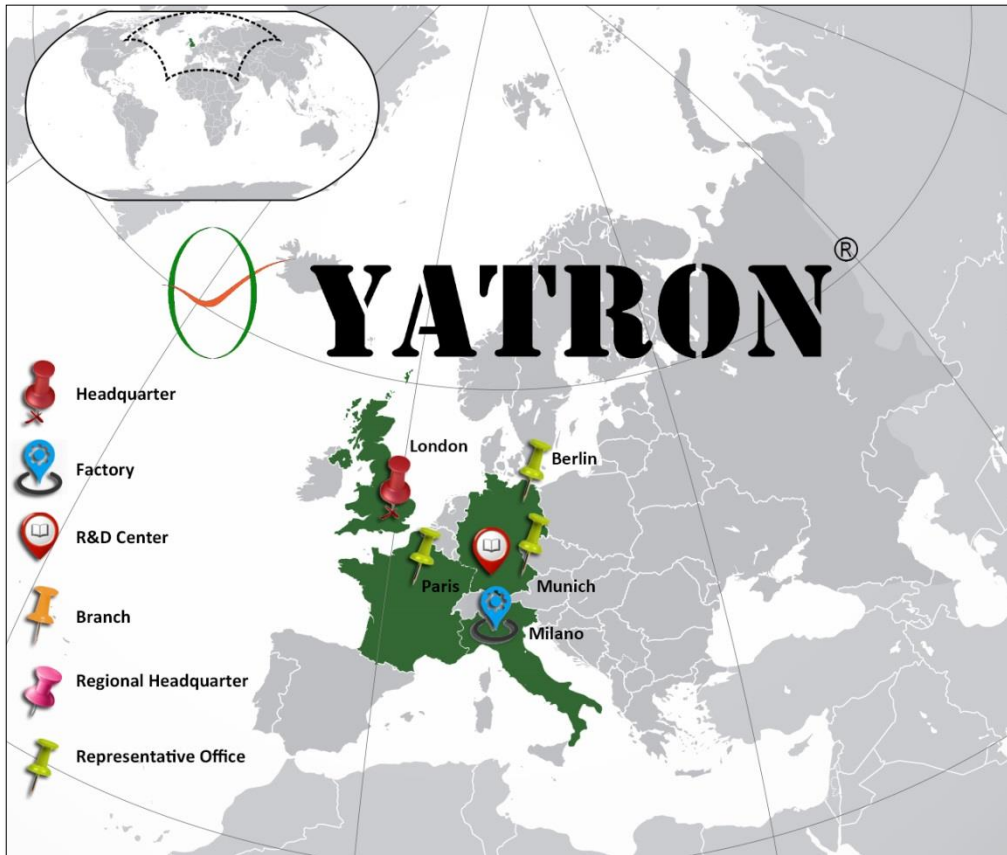 YATRON®
Headquarter
Factory
R&D Center
Branch
Regional Headquarter
Representative Office
London
Berlin
Paris
Munich
Milano